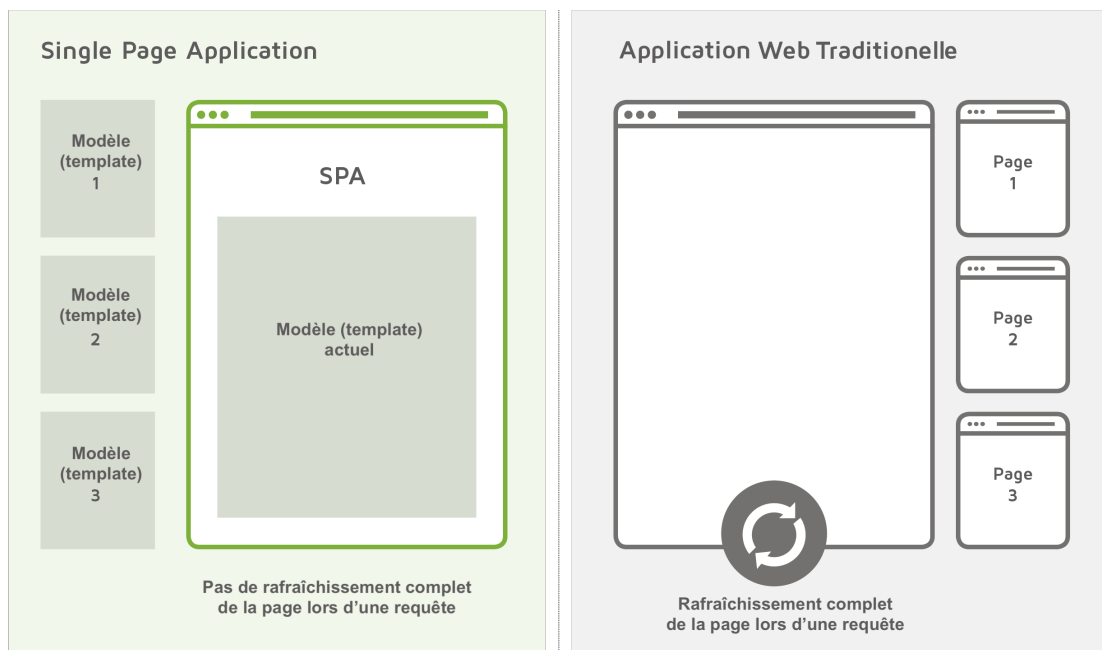 Single Page Application
Modèle
(template)
1
Modèle
(template)
2
Modèle
(template)
3
SPA
Modèle (template)
actuel
Pas de rafraîchissement complet
de la page lors d’une requête
Application Web Traditionelle
Page
1
Page
2
Page
3
Rafraîchissement complet
de la page lors d’une requête